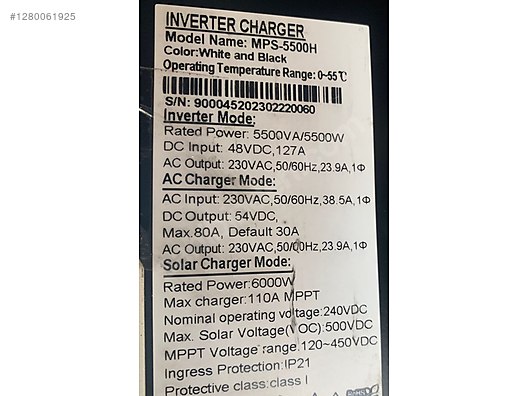 #1280061925
INVERTER CHARGER
Model Name: MPS-5500H
Color:White and Black
Operating Temperature Range: 0~55℃
S/N: 900045202302220060
Inverter Mode:
Rated Power: 5500VA/5500W
DC Input: 48VDC,127A
AC Output: 230VAC,50/60Hz,23.9A,1Φ
AC Charger Mode:
AC Input: 230VAC,50/60Hz,38.5A,1Φ
DC Output: 54VDC,
Max.80A, Default 30A
AC Output: 230VAC,50/60Hz,23.9A,1Φ
Solar Charger Mode:
Rated Power:6000W
Max charger:110A MPPT
Nominal operating voltage:240VDC
Max. Solar Voltage(VOC):500VDC
MPPT Voltage range:120~450VDC
Ingress Protection:IP21
Protective class:class I
RoHS